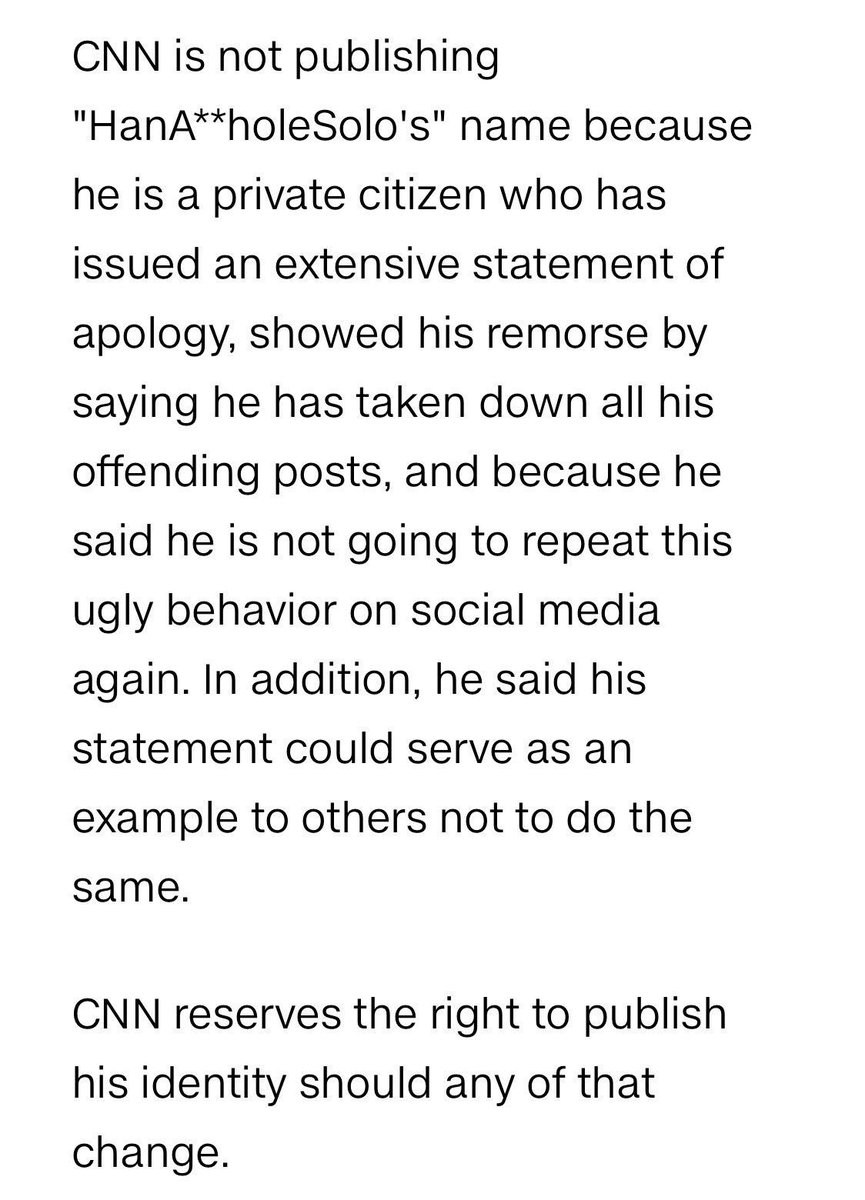 CNN is not publishing
"HanA**holeSolo's" name because
he is a private citizen who has
issued an extensive statement of
apology, showed his remorse by
saying he has taken down all his
offending posts, and because he
said he is not going to repeat this
ugly behavior on social media
again. In addition, he said his
statement could serve as an
example to others not to do the
same.
CNN reserves the right to publish
his identity should any of that
change.